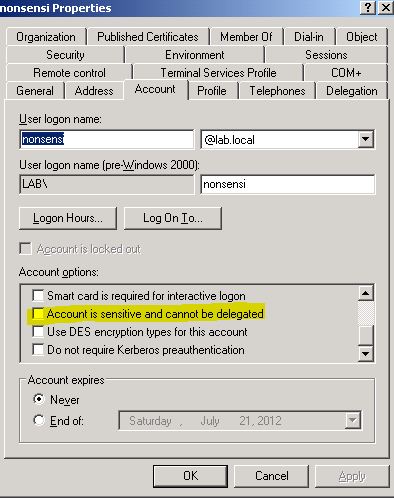 nonsensi Properties
Organization Published Certificates Member Of Dial-in Object
Security Environment Sessions
Remote control Terminal Services Profile COM+
General Address Account Profile Telephones Delegation
User logon name:
nonsensi @lab.local
User logon name (pre-Windows 2000):
LAB\ nonsensi
Logon Hours... Log On To...
Account is locked out
Account options:
Smart card is required for interactive logon
Account is sensitive and cannot be delegated
Use DES encryption types for this account
Do not require Kerberos preauthentication
Account expires
Never
End of: Saturday , July 21, 2012
OK Cancel Apply